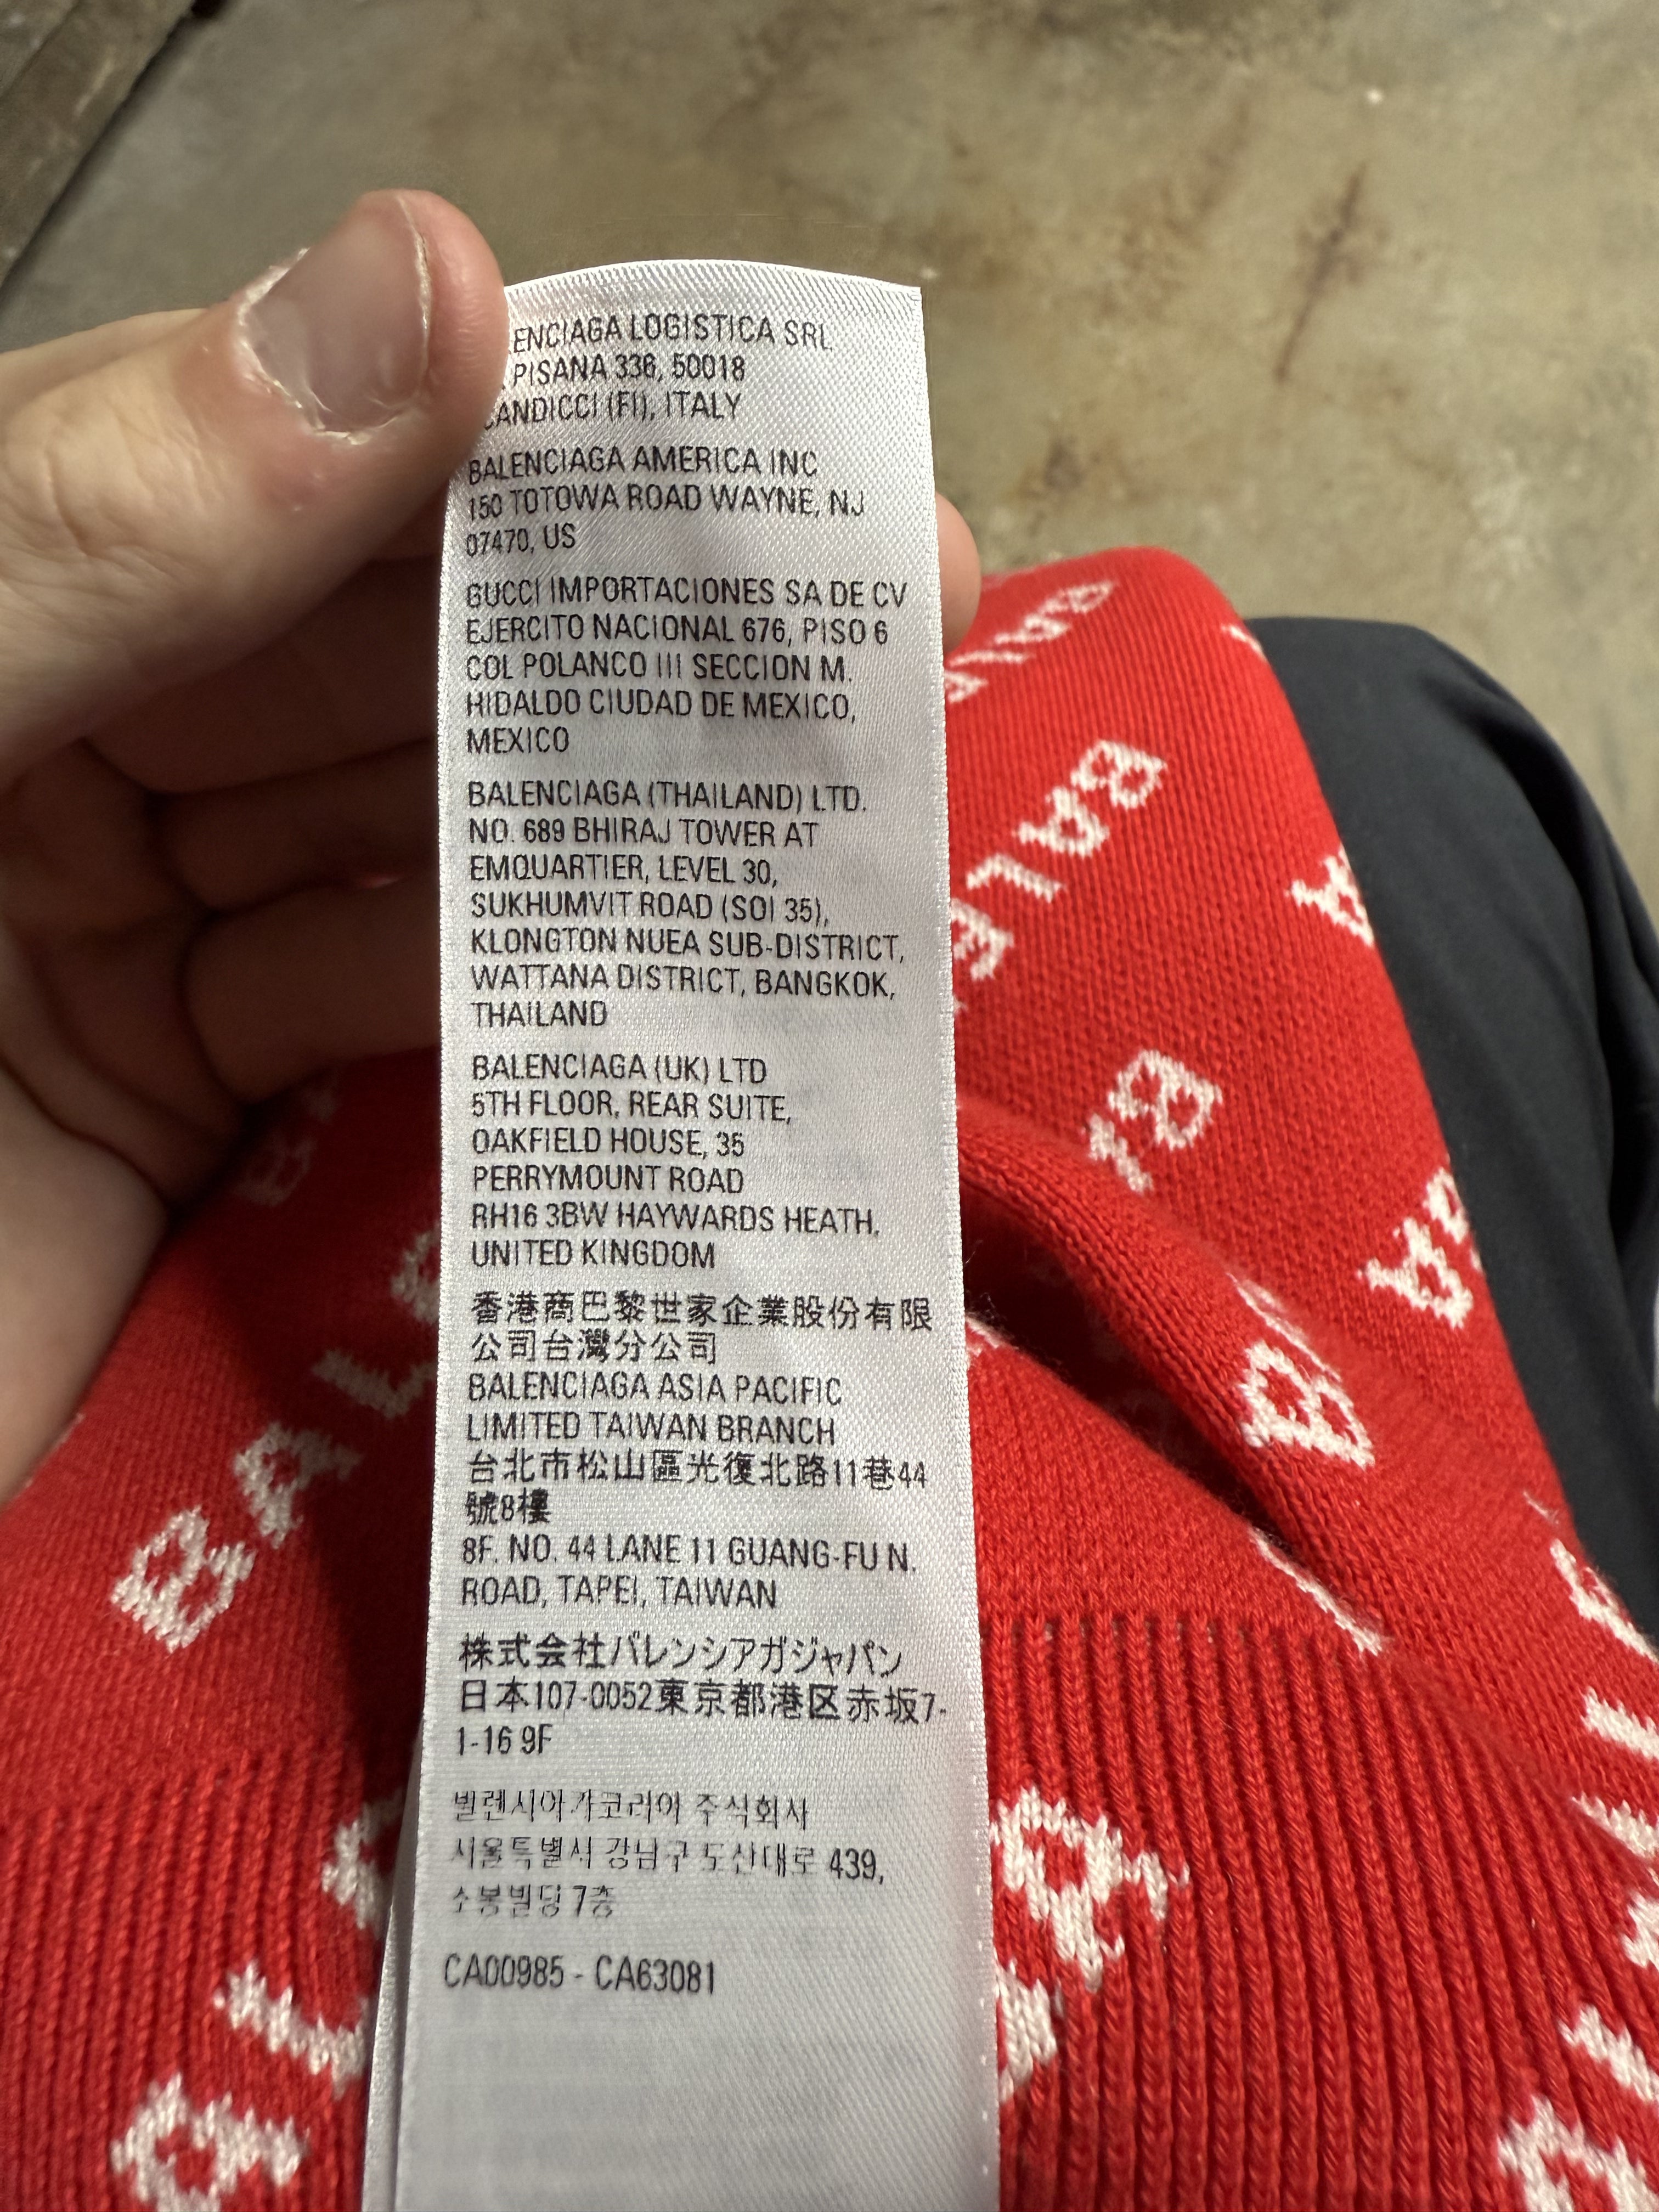 ENCIAGA LOGISTICA SRL
PISANA 336, 50018
CANDICCI (FI), ITALY
BALENCIAGA AMERICA INC
150 TOTOWA ROAD WAYNE, NJ
07470, US
GUCCI IMPORTACIONES SA DE CV
EJERCITO NACIONAL 676, PISO 6
COL POLANCO III SECCION M.
HIDALDO CIUDAD DE MEXICO,
MEXICO
BALENCIAGA (THAILAND) LTD.
NO. 689 BHIRAJ TOWER AT
EMQUARTIER, LEVEL 30,
SUKHUMVIT ROAD (SOI 35),
KLONGTON NUEA SUB-DISTRICT,
WATTANA DISTRICT, BANGKOK,
THAILAND
BALENCIAGA (UK) LTD
5TH FLOOR, REAR SUITE,
OAKFIELD HOUSE, 35
PERRYMOUNT ROAD
RH16 3BW HAYWARDS HEATH,
UNITED KINGDOM
香港商巴黎世家企業股份有限
公司台灣分公司
BALENCIAGA ASIA PACIFIC
LIMITED TAIWAN BRANCH
台北市松山區光復北路11巷44
號8樓
8F. NO. 44 LANE 11 GUANG-FU N.
ROAD, TAPEI, TAIWAN
株式会社バレンシアガジャパン
日本107-0052東京都港区赤坂7-
1-16 9F
발렌시아가코리아 주식회사
서울특별시 강남구 도산대로 439,
소봉빌딩 7층
CA00985 - CA63081
BALE
BALE
BAL
BALE